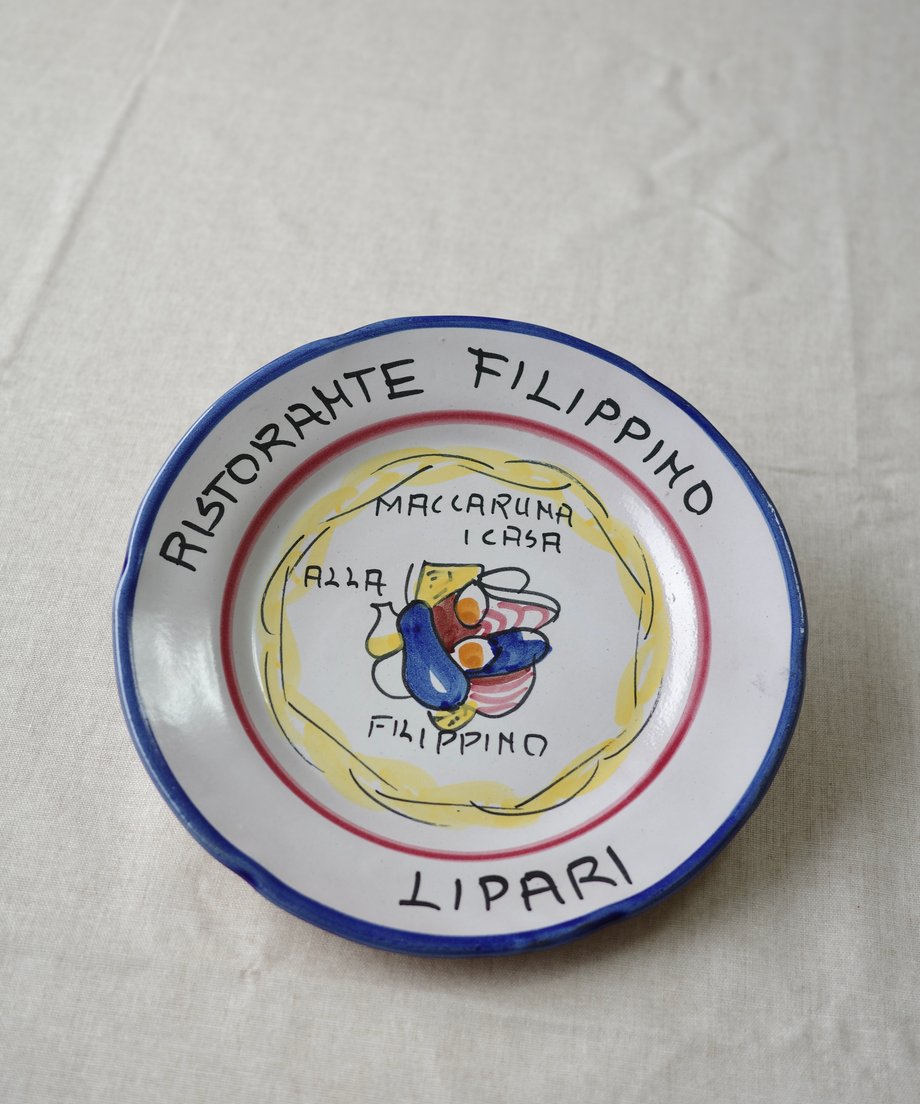 RISTORANTE FILIPPINO
MACCARUNA
I CASA
ALLA
FILIPPINO
LIPARI